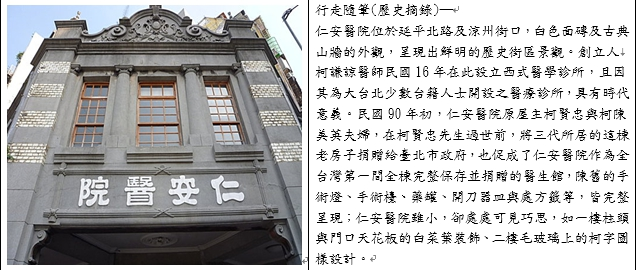 仁安醫院
行走隨筆(歷史摘錄)—
仁安醫院位於延平北路及涼州街口，白色面磚及古典
山牆的外觀，呈現出鮮明的歷史街區景觀。創立人
柯謙諒醫師民國 16 年在此設立西式醫學診所，且因
其為大台北少數台籍人士開設之醫療診所，具有時代
意義。民國 90 年初，仁安醫院原屋主柯賢忠與柯陳
美英夫婦，在柯賢忠先生過世前，將三代所居的這棟
老房子捐贈給臺北市政府，也促成了仁安醫院作為全
台灣第一間全棟完整保存並捐贈的醫生館，陳舊的手
術燈、手術檯、藥罐、開刀器皿與處方籤等，皆完整
呈現；仁安醫院雖小，卻處處可見巧思，如一樓柱頭
與門口天花板的白菜葉裝飾、二樓毛玻璃上的柯字圖
樣設計。